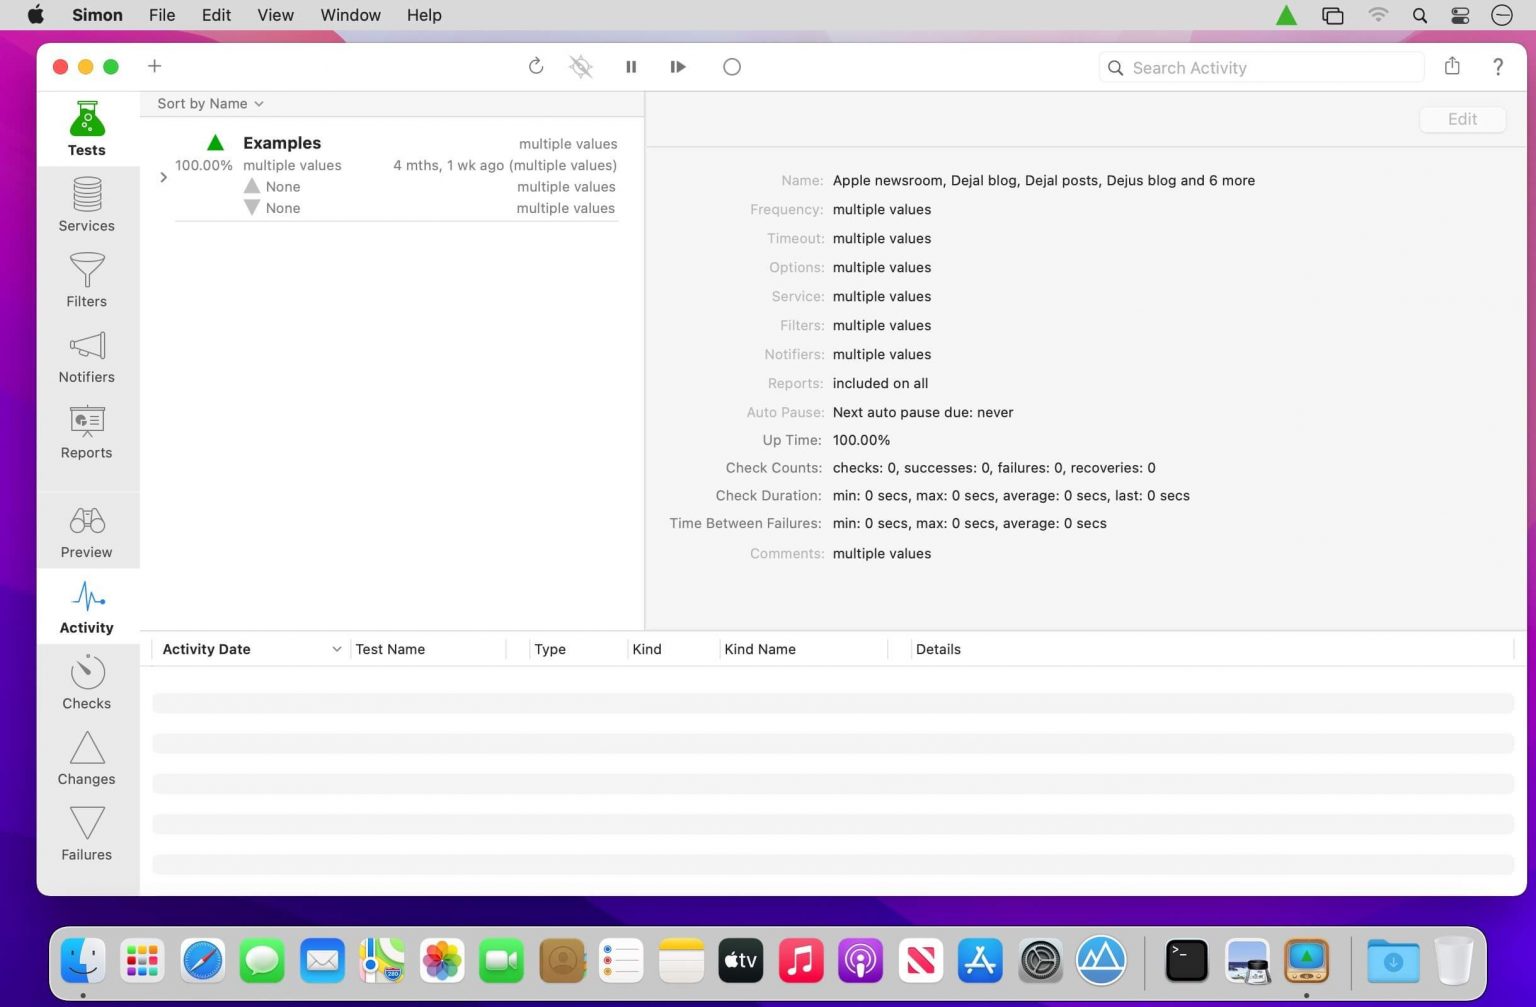 Simon File Edit View Window Help
+ Search Activity ?
Tests
Services
Filters
Notifiers
Reports
Preview
Activity
Checks
Changes
Failures
Sort by Name
Examples multiple values
100.00% multiple values 4 mths, 1 wk ago (multiple values)
None multiple values
None multiple values
Edit
Name: Apple newsroom, Dejal blog, Dejal posts, Dejus blog and 6 more
Frequency: multiple values
Timeout: multiple values
Options: multiple values
Service: multiple values
Filters: multiple values
Notifiers: multiple values
Reports: included on all
Auto Pause: Next auto pause due: never
Up Time: 100.00%
Check Counts: checks: 0, successes: 0, failures: 0, recoveries: 0
Check Duration: min: 0 secs, max: 0 secs, average: 0 secs, last: 0 secs
Time Between Failures: min: 0 secs, max: 0 secs, average: 0 secs
Comments: multiple values
Activity Date Test Name Type Kind Kind Name Details
280 tv >_